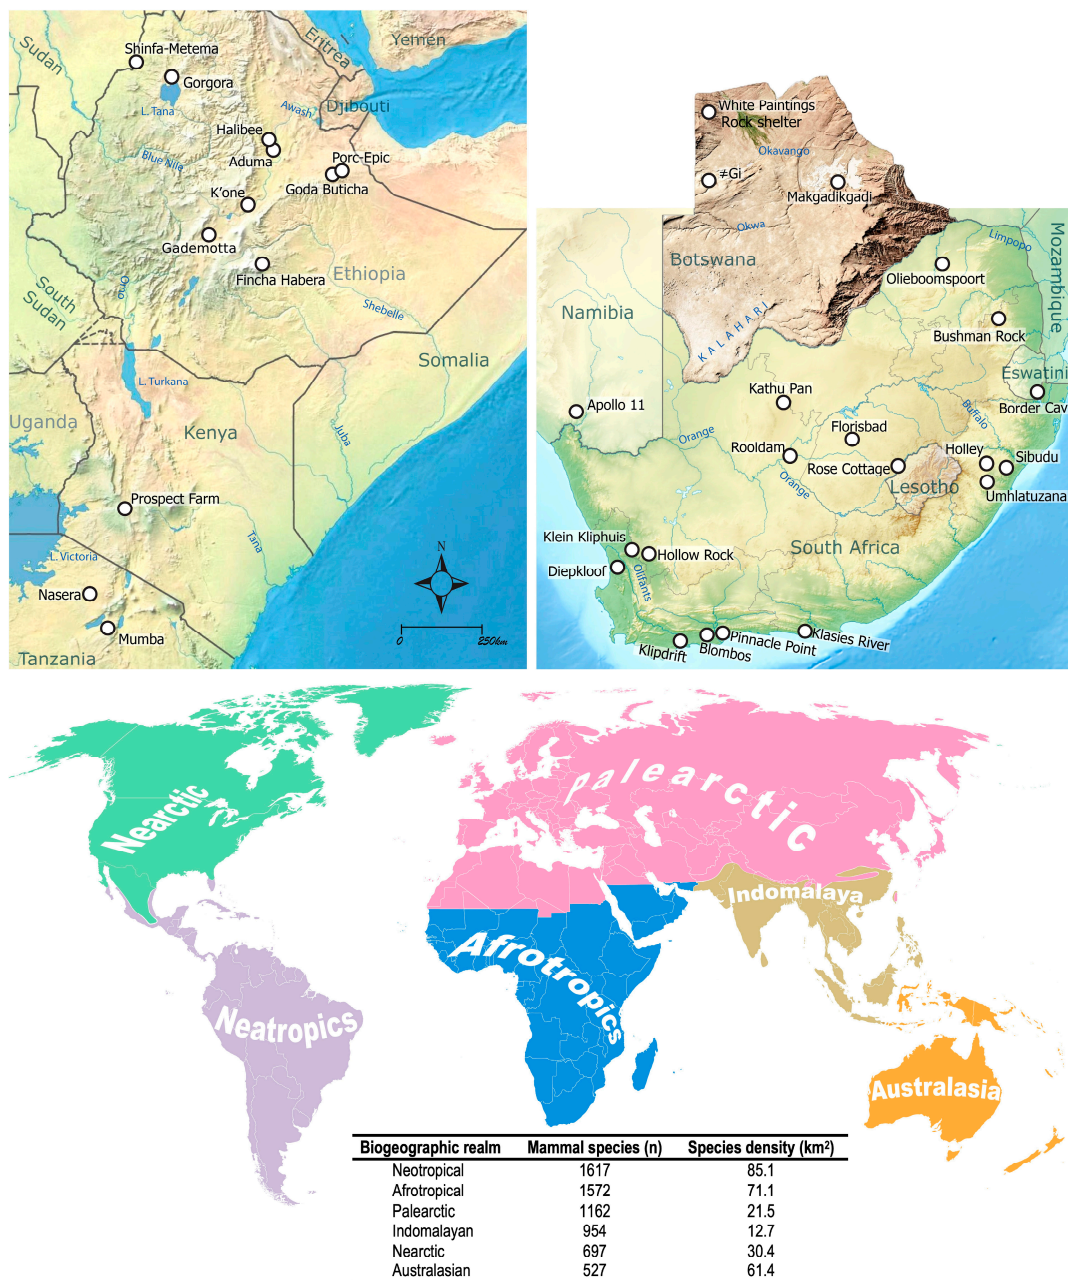 Sudan
Eritrea
Yemen
Shinfa-Metema
Gorgora
L. Tana
Awash
Djibouti
Halibee
Aduma
Blue Nile
Porc-Epic
Goda Buticha
K'one
Gademotta
Fincha Habera
Ethiopia
Omo
South
Sudan
Shebelle
Somalia
L. Turkana
Uganda
Kenya
Juba
Prospect Farm
Tana
L. Victoria
Nasera
Mumba
Tanzania
N
0
250km
White Paintings
Rock shelter
Okavango
≠Gi
Makgadikgadi
Okwa
Botswana
Limpopo
Mozambique
Olieboomspoort
Namibia
KALAHARI
Bushman Rock
Eswatini
Kathu Pan
Border Cav
Apollo 11
Buffalo
Florisbad
Orange
Rooldam
Holley
Sibudu
Rose Cottage
Orange
Lesotho
Umhlatuzana
Klein Kliphuis
Hollow Rock
South Africa
Diepkloof
Olifants
Klasies River
Pinnacle Point
Blombos
Klipdrift
Nearctic
Palearctic
Indomalaya
Afrotropics
Neatropics
Australasia
Biogeographic realm Mammal species (n) Species density (km²)
Neotropical 1617 85.1
Afrotropical 1572 71.1
Palearctic 1162 21.5
Indomalayan 954 12.7
Nearctic 697 30.4
Australasian 527 61.4